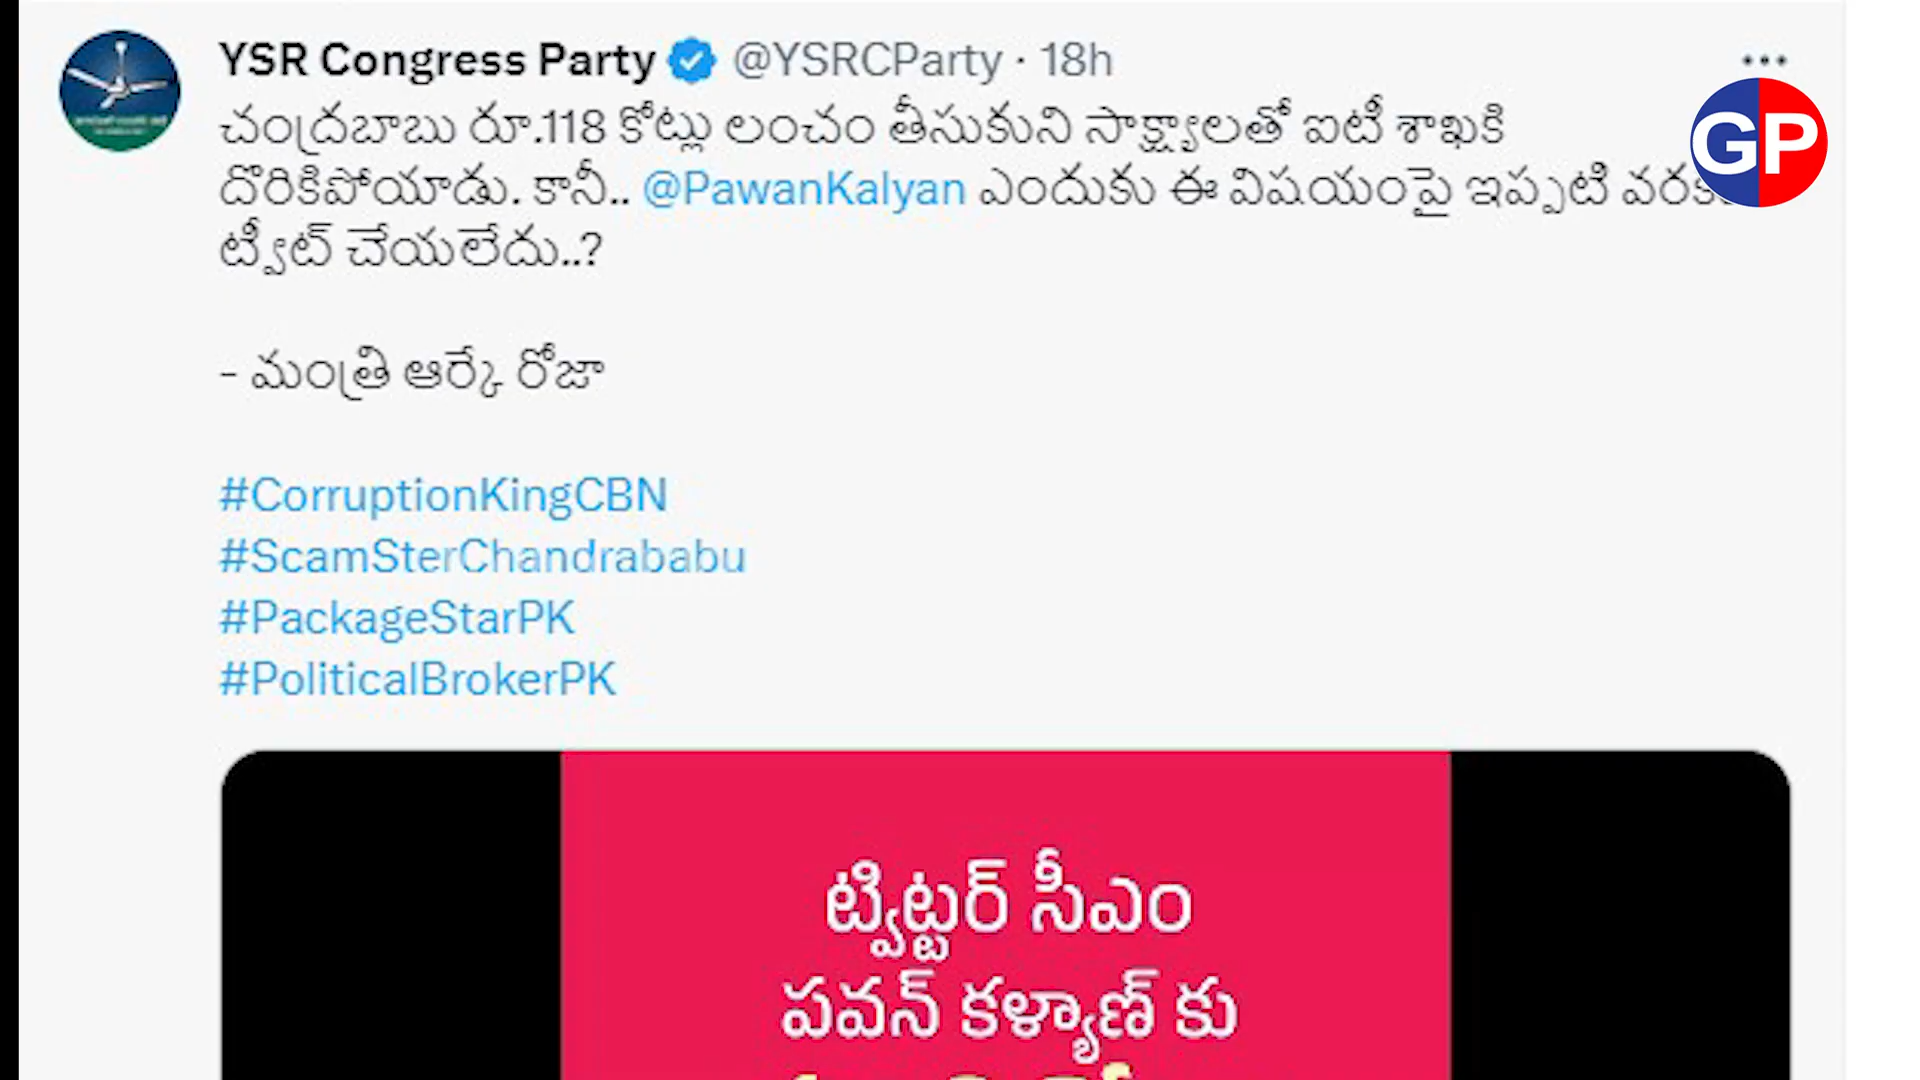 YSR Congress Party @YSRCParty · 18h
GP
చంద్రబాబు రూ.118 కోట్లు లంచం తీసుకుని సాక్ష్యాలతో ఐటీ శాఖకి
దొరికిపోయాడు. కానీ.. @PawanKalyan ఎందుకు ఈ విషయంపై ఇప్పటి
ట్వీట్ చేయలేదు..?
- మంత్రి ఆర్కే రోజా
#CorruptionKingCBN
#ScamSterChandrababu
#PackageStarPK
#PoliticalBrokerPK
ట్విట్టర్ సీఎం
పవన్ కళ్యాణ్ కు